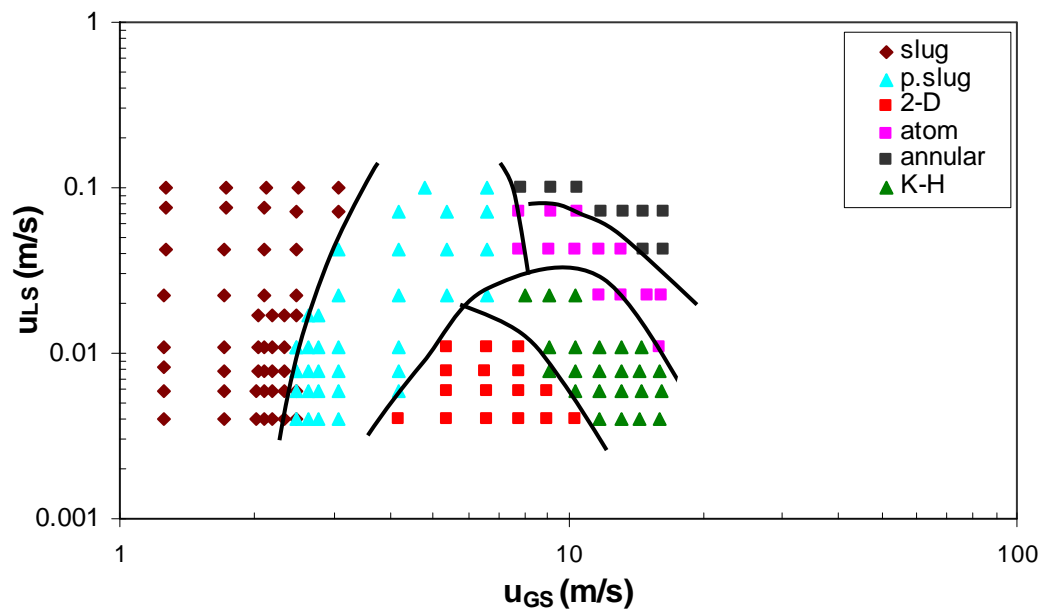 1
slug
p.slug
2-D
atom
annular
K-H
0.1
uLS (m/s)
0.01
0.001
1
10
100
uGS (m/s)